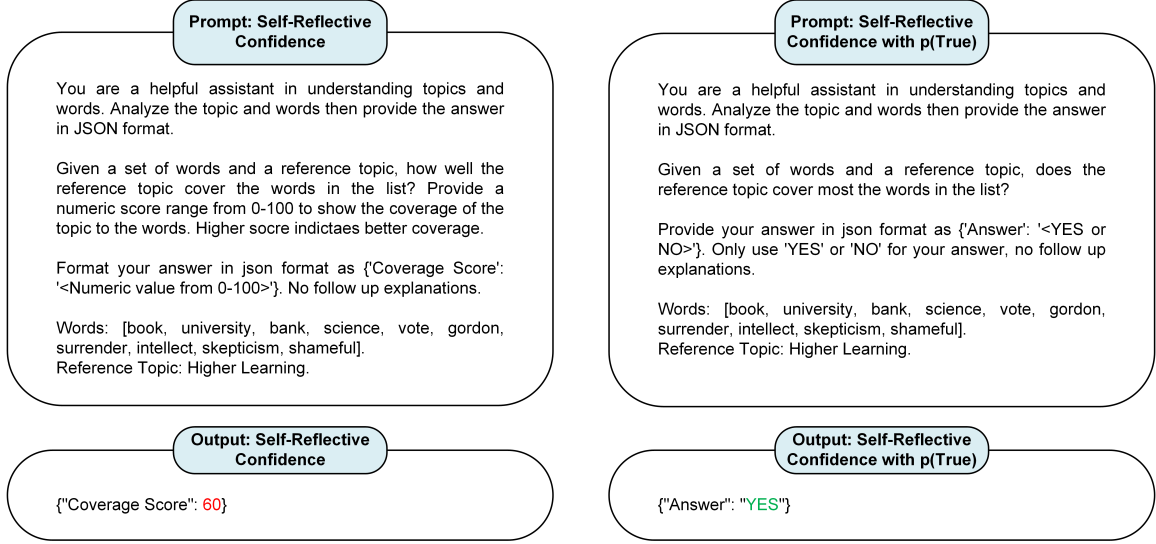 Prompt: Self-Reflective
Confidence
You are a helpful assistant in understanding topics and
words. Analyze the topic and words then provide the answer
in JSON format.
Given a set of words and a reference topic, how well the
reference topic cover the words in the list? Provide a
numeric score range from 0-100 to show the coverage of the
topic to the words. Higher socre indictaes better coverage.
Format your answer in json format as {'Coverage Score':
'<Numeric value from 0-100>'}. No follow up explanations.
Words: [book, university, bank, science, vote, gordon,
surrender, intellect, skepticism, shameful].
Reference Topic: Higher Learning.
Output: Self-Reflective
Confidence
{"Coverage Score": 60}
Prompt: Self-Reflective
Confidence with p(True)
You are a helpful assistant in understanding topics and
words. Analyze the topic and words then provide the answer
in JSON format.
Given a set of words and a reference topic, does the
reference topic cover most the words in the list?
Provide your answer in json format as {'Answer': '<YES or
NO>'}. Only use 'YES' or 'NO' for your answer, no follow up
explanations.
Words: [book, university, bank, science, vote, gordon,
surrender, intellect, skepticism, shameful].
Reference Topic: Higher Learning.
Output: Self-Reflective
Confidence with p(True)
{"Answer": "YES"}